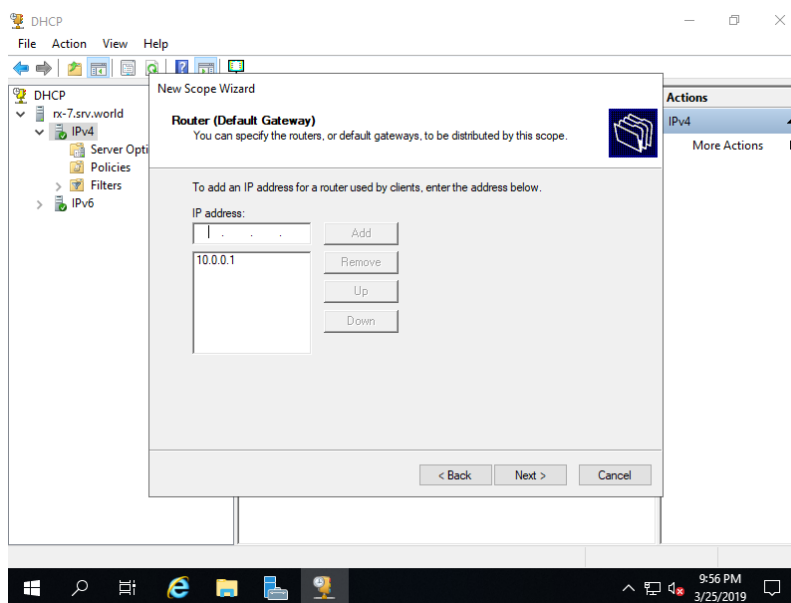 DHCP
File Action View Help
DHCP
rx-7.srv.world
IPv4
Server Opti
Policies
Filters
IPv6
New Scope Wizard
Router (Default Gateway)
You can specify the routers, or default gateways, to be distributed by this scope.
To add an IP address for a router used by clients, enter the address below.
IP address:
. . .
Add
10.0.0.1
Remove
Up
Down
< Back Next > Cancel
Actions
IPv4
More Actions
9:56 PM
3/25/2019